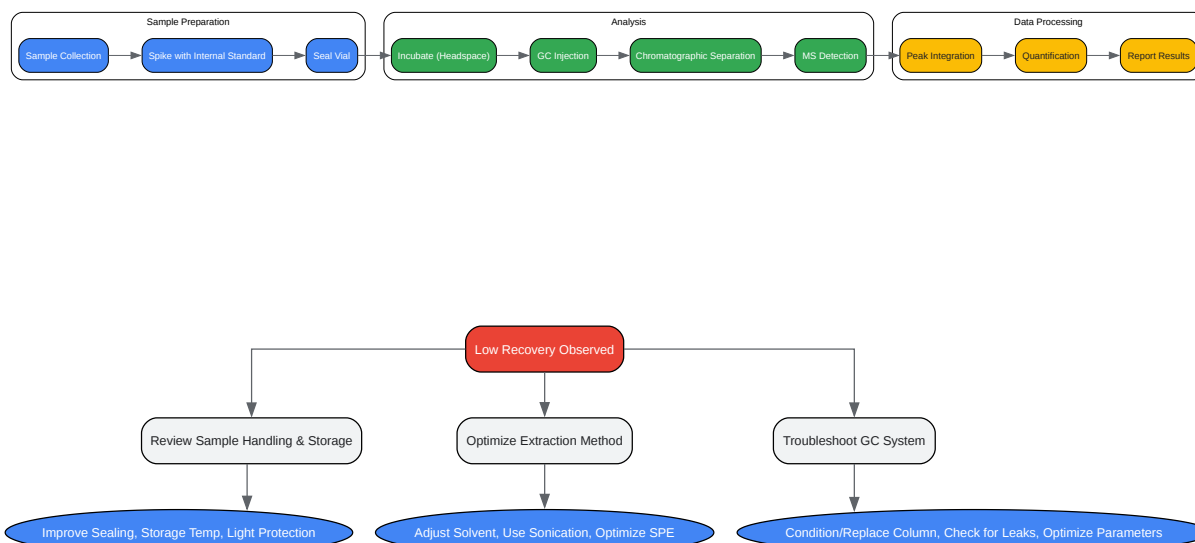 Sample Preparation
Analysis
Data Processing
Sample Collection
Spike with Internal Standard
Seal Vial
Incubate (Headspace)
GC Injection
Chromatographic Separation
MS Detection
Peak Integration
Quantification
Report Results
Low Recovery Observed
Review Sample Handling & Storage
Optimize Extraction Method
Troubleshoot GC System
Improve Sealing, Storage Temp, Light Protection
Adjust Solvent, Use Sonication, Optimize SPE
Condition/Replace Column, Check for Leaks, Optimize Parameters